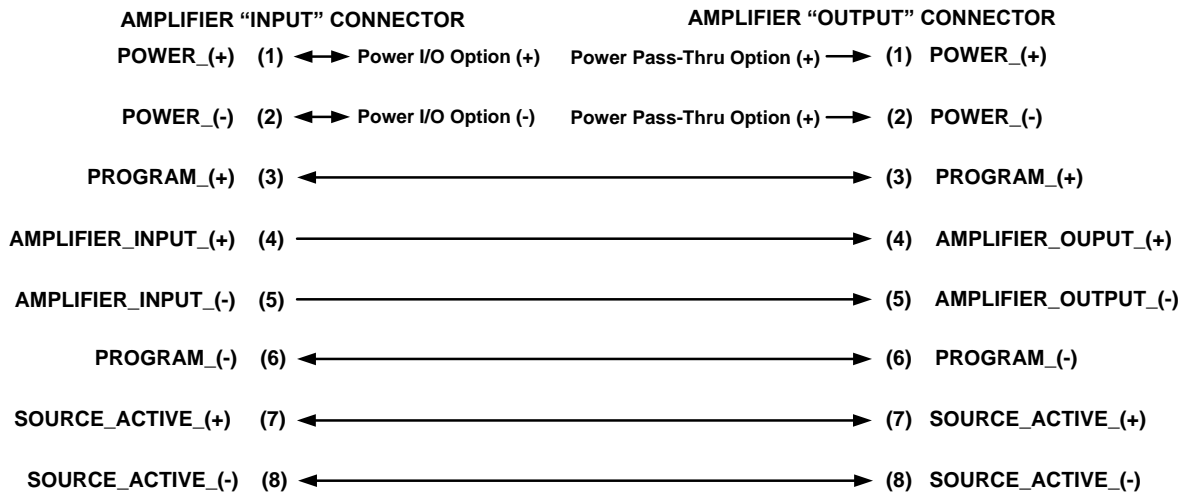 AMPLIFIER “INPUT” CONNECTOR AMPLIFIER “OUTPUT” CONNECTOR
POWER_(+) (1) Power I/O Option (+) Power Pass-Thru Option (+) (1) POWER_(+)
POWER_(-) (2) Power I/O Option (-) Power Pass-Thru Option (+) (2) POWER_(-)
PROGRAM_(+) (3) (3) PROGRAM_(+)
AMPLIFIER_INPUT_(+) (4) (4) AMPLIFIER_OUPUT_(+)
AMPLIFIER_INPUT_(-) (5) (5) AMPLIFIER_OUTPUT_(-)
PROGRAM_(-) (6) (6) PROGRAM_(-)
SOURCE_ACTIVE_(+) (7) (7) SOURCE_ACTIVE_(+)
SOURCE_ACTIVE_(-) (8) (8) SOURCE_ACTIVE_(-)